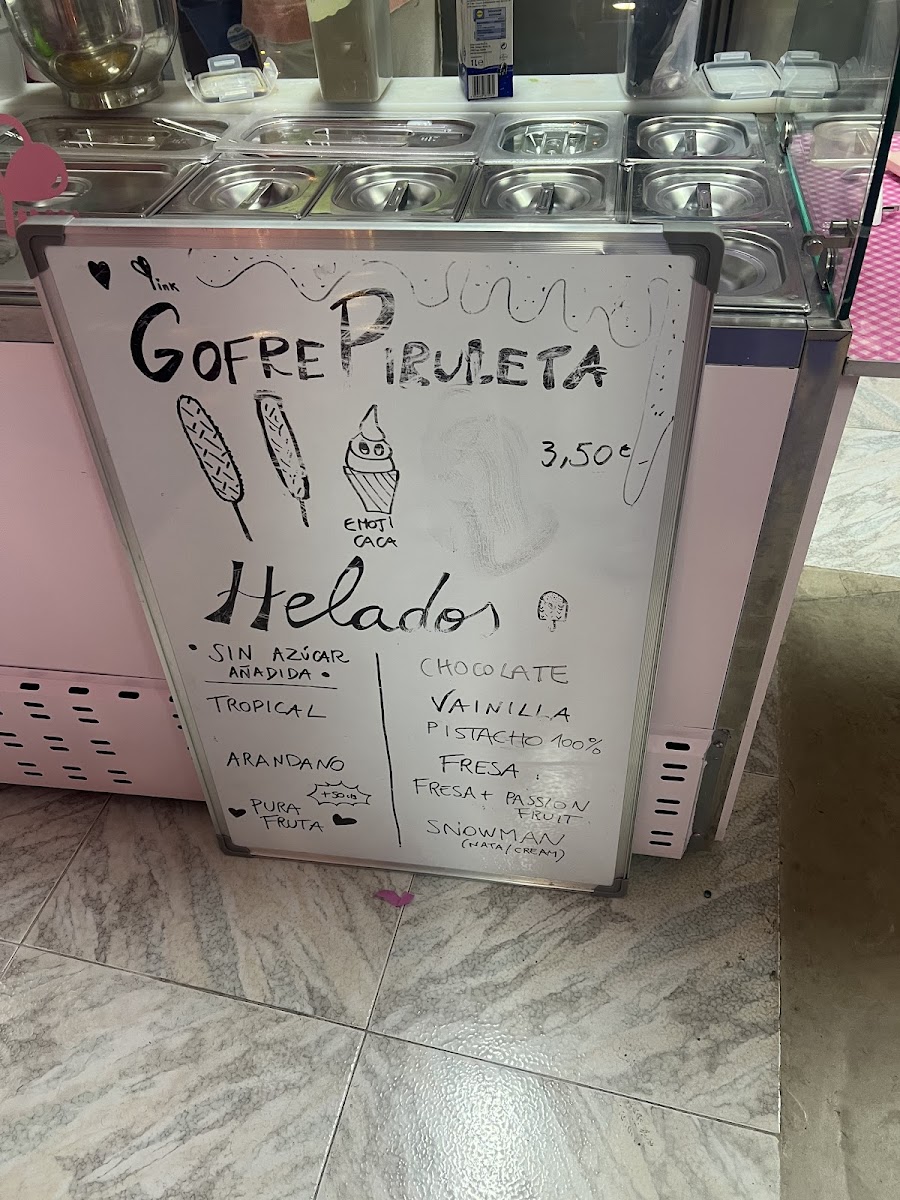 Pink
GOFRE PIRULETA
3,50€
EMOJI
CACA
Helados
• SIN AZÚCAR
AÑADIDA •
TROPICAL
ARANDANO
+50cts
PURA
FRUTA
CHOCOLATE
VAINILLA
PISTACHO 100%
FRESA
FRESA + PASSION
FRUIT
SNOWMAN
(NATA/CREAM)